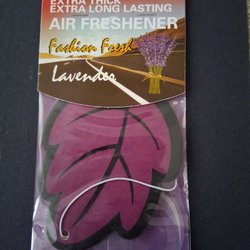 EXTRA THICK
EXTRA LONG LASTING
AIR FRESHENER
Fashion Fresh
Lavender